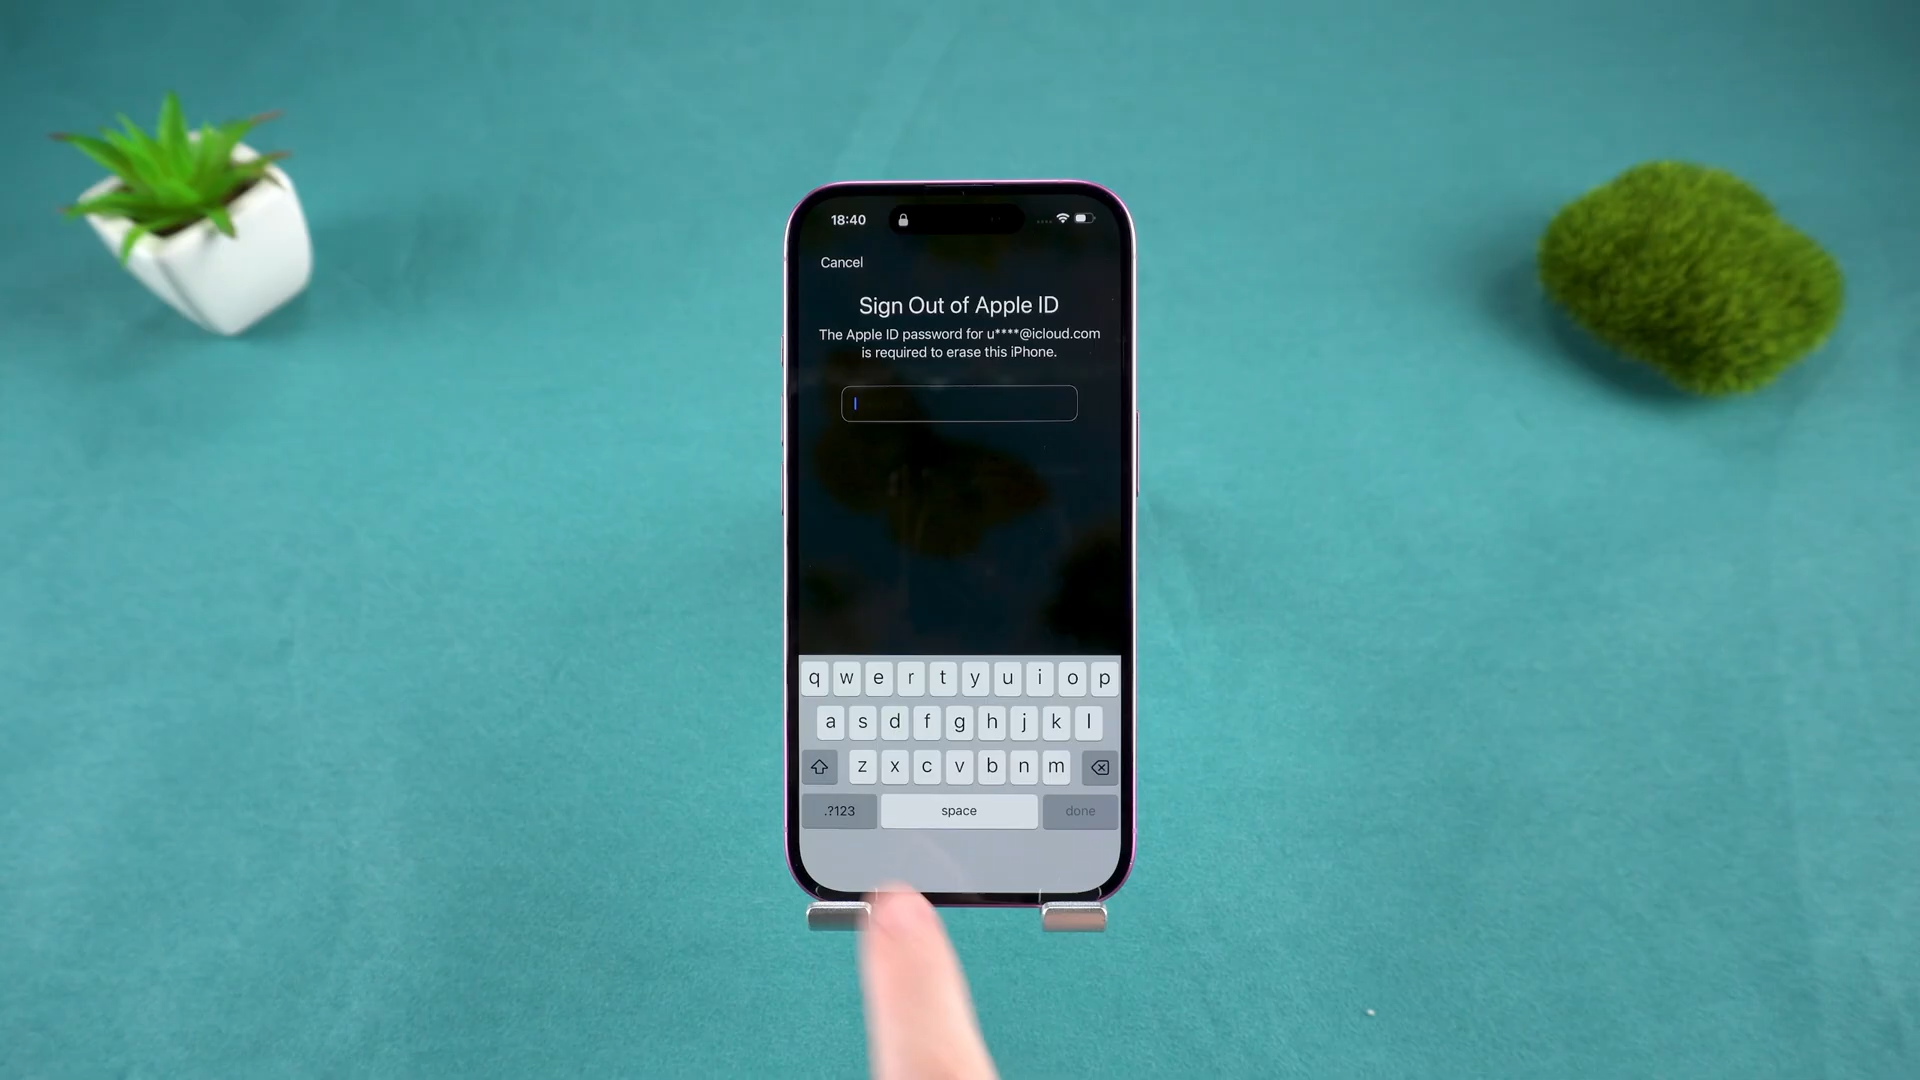 18:40
Cancel
Sign Out of Apple ID
The Apple ID password for u****@icloud.com
is required to erase this iPhone.
q w e r t y u i o p
a s d f g h j k l
z x c v b n m
.?123 space done